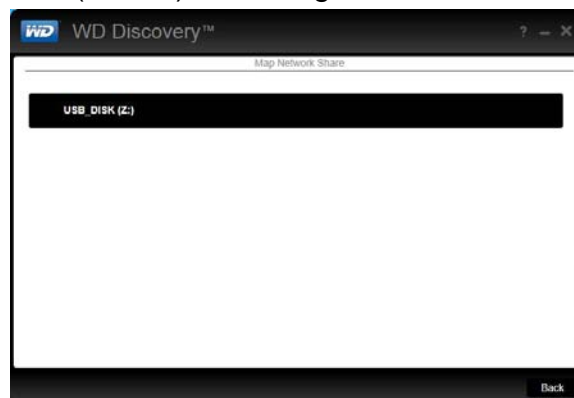 WD WD Discovery™ ? – ×
Map Network Share
USB_DISK (Z:)
Back